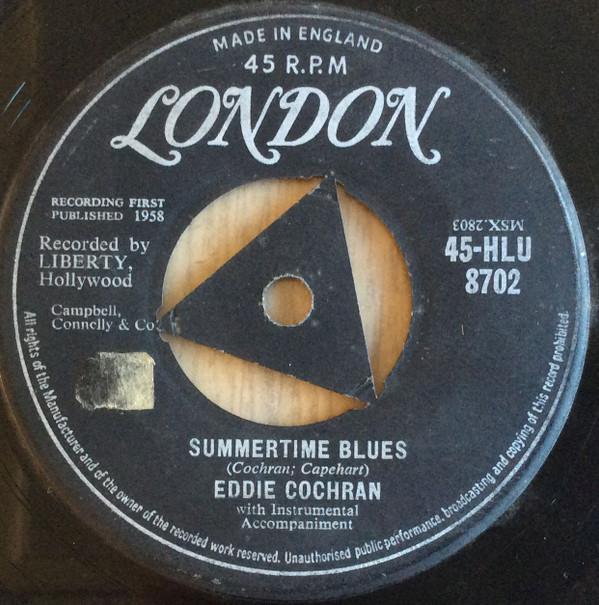 MADE IN ENGLAND
45 R.P.M
LONDON
RECORDING FIRST
PUBLISHED 1958
Recorded by
LIBERTY,
Hollywood
Campbell,
Connelly & Co.
MSX.2803
45-HLU
8702
SUMMERTIME BLUES
(Cochran; Capehart)
EDDIE COCHRAN
with Instrumental
Accompaniment
All rights of the Manufacturer and of the owner of the recorded work reserved. Unauthorised public performance, broadcasting and copying of this record prohibited.